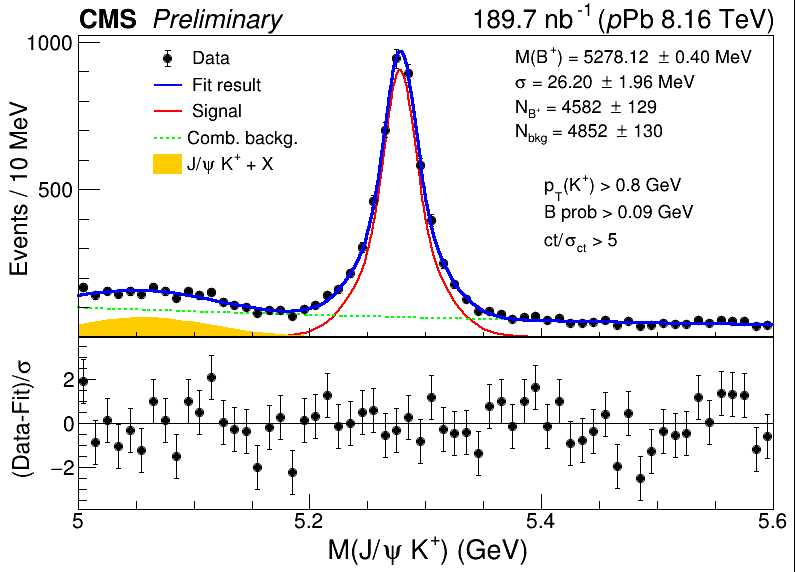 CMS Preliminary 189.7 nb⁻¹ (pPb 8.16 TeV)
1000
500
Events / 10 MeV
Data
Fit result
Signal
Comb. backg.
J/ψ K⁺ + X
M(B⁺) = 5278.12 ± 0.40 MeV
σ = 26.20 ± 1.96 MeV
N_B⁺ = 4582 ± 129
N_bkg = 4852 ± 130
p_T(K⁺) > 0.8 GeV
B prob > 0.09 GeV
ct/σ_ct > 5
(Data-Fit)/σ
2
0
−2
5 5.2 5.4 5.6
M(J/ψ K⁺) (GeV)